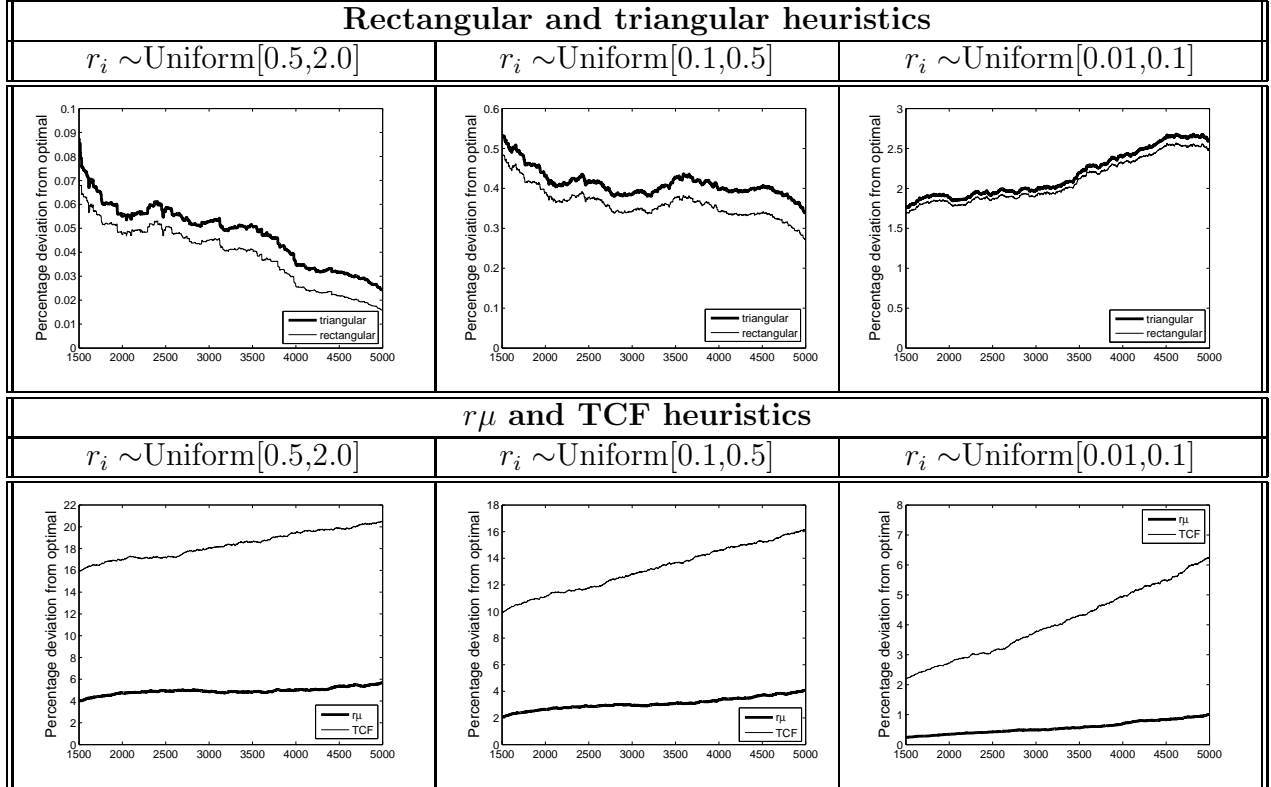 Rectangular and triangular heuristics
r_i ∼Uniform[0.5,2.0]
r_i ∼Uniform[0.1,0.5]
r_i ∼Uniform[0.01,0.1]
Percentage deviation from optimal
0.1
0.09
0.08
0.07
0.06
0.05
0.04
0.03
0.02
0.01
0
triangular
rectangular
1500 2000 2500 3000 3500 4000 4500 5000
Percentage deviation from optimal
0.6
0.5
0.4
0.3
0.2
0.1
0
triangular
rectangular
1500 2000 2500 3000 3500 4000 4500 5000
Percentage deviation from optimal
3
2.5
2
1.5
1
0.5
0
triangular
rectangular
1500 2000 2500 3000 3500 4000 4500 5000
rμ and TCF heuristics
r_i ∼Uniform[0.5,2.0]
r_i ∼Uniform[0.1,0.5]
r_i ∼Uniform[0.01,0.1]
Percentage deviation from optimal
22
20
18
16
14
12
10
8
6
4
2
0
rμ
TCF
1500 2000 2500 3000 3500 4000 4500 5000
Percentage deviation from optimal
18
16
14
12
10
8
6
4
2
0
rμ
TCF
1500 2000 2500 3000 3500 4000 4500 5000
Percentage deviation from optimal
8
7
6
5
4
3
2
1
0
rμ
TCF
1500 2000 2500 3000 3500 4000 4500 5000